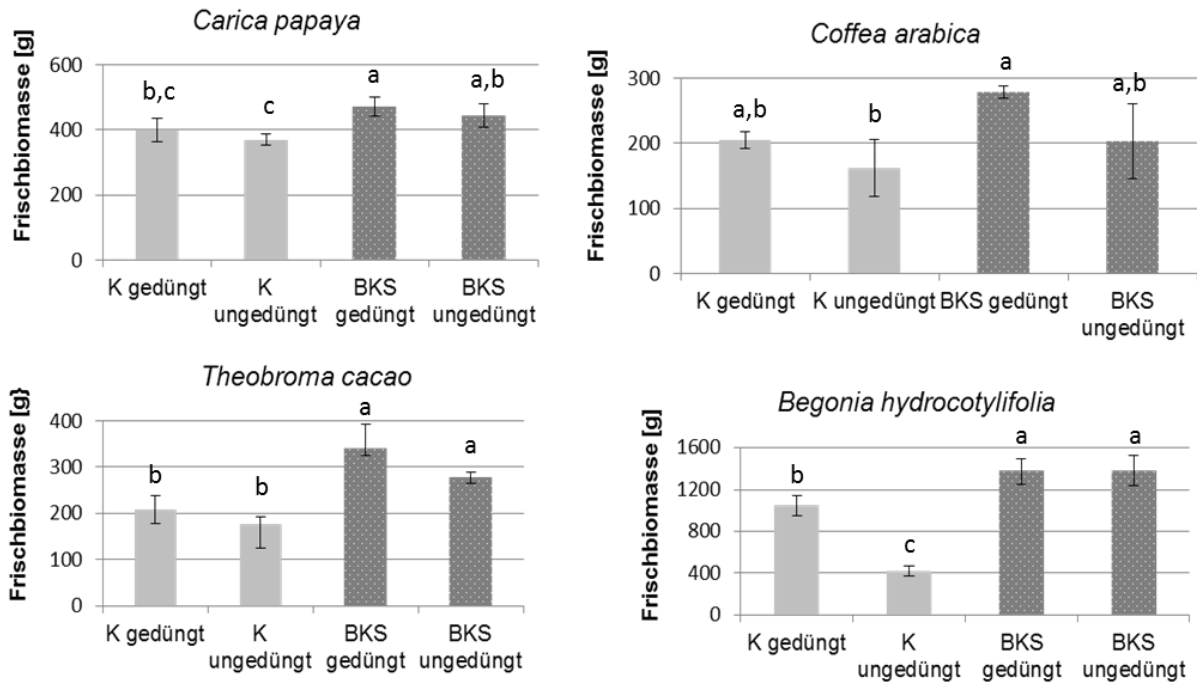 Carica papaya
Frischbiomasse [g]
600
400
200
0
b,c
c
a
a,b
K gedüngt
K
ungedüngt
BKS
gedüngt
BKS
ungedüngt
Coffea arabica
Frischbiomasse [g]
300
200
100
0
a,b
b
a
a,b
K gedüngt
K ungedüngt
BKS gedüngt
BKS
ungedüngt
Theobroma cacao
Frischbiomasse [g}
400
300
200
100
0
b
b
a
a
K gedüngt
K
ungedüngt
BKS
gedüngt
BKS
ungedüngt
Begonia hydrocotylifolia
Frischbiomasse [g]
1600
1200
800
400
0
b
c
a
a
K gedüngt
K
ungedüngt
BKS
gedüngt
BKS
ungedüngt